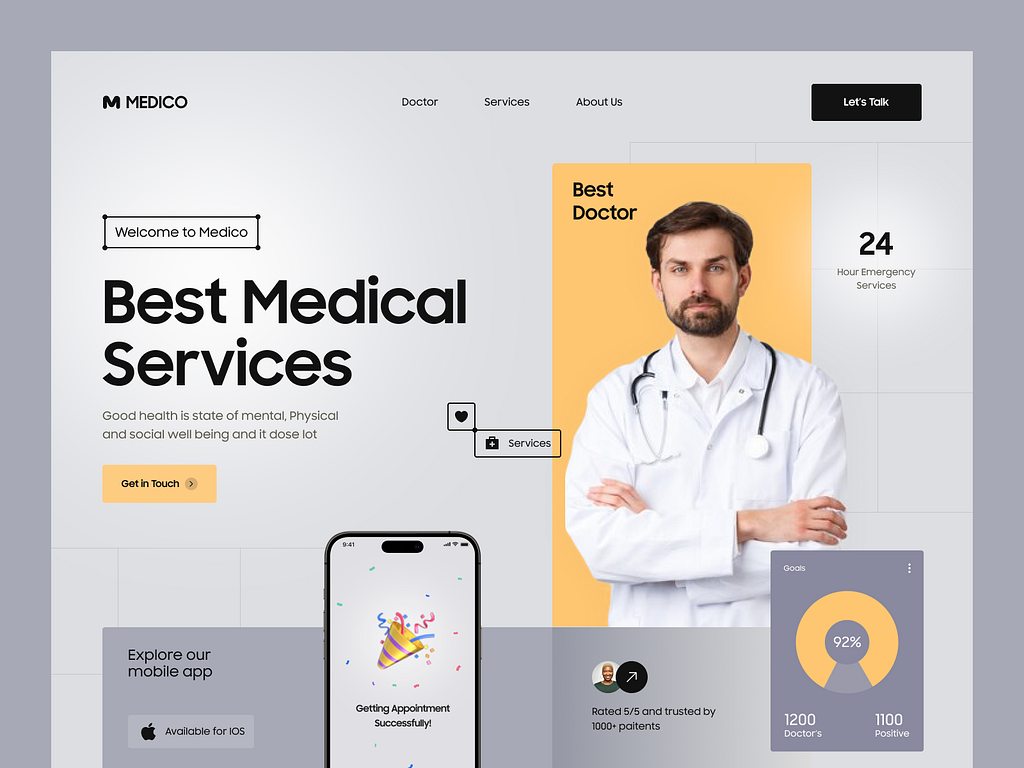 MEDICO
Doctor
Services
About Us
Let's Talk
Welcome to Medico
Best Medical
Services
Good health is state of mental, Physical
and social well being and it dose lot
Get in Touch
Services
Best
Doctor
24
Hour Emergency
Services
Explore our
mobile app
Available for IOS
9:41
Getting Appointment
Successfully!
Rated 5/5 and trusted by
1000+ paitents
Goals
92%
1200
Doctor's
1100
Positive